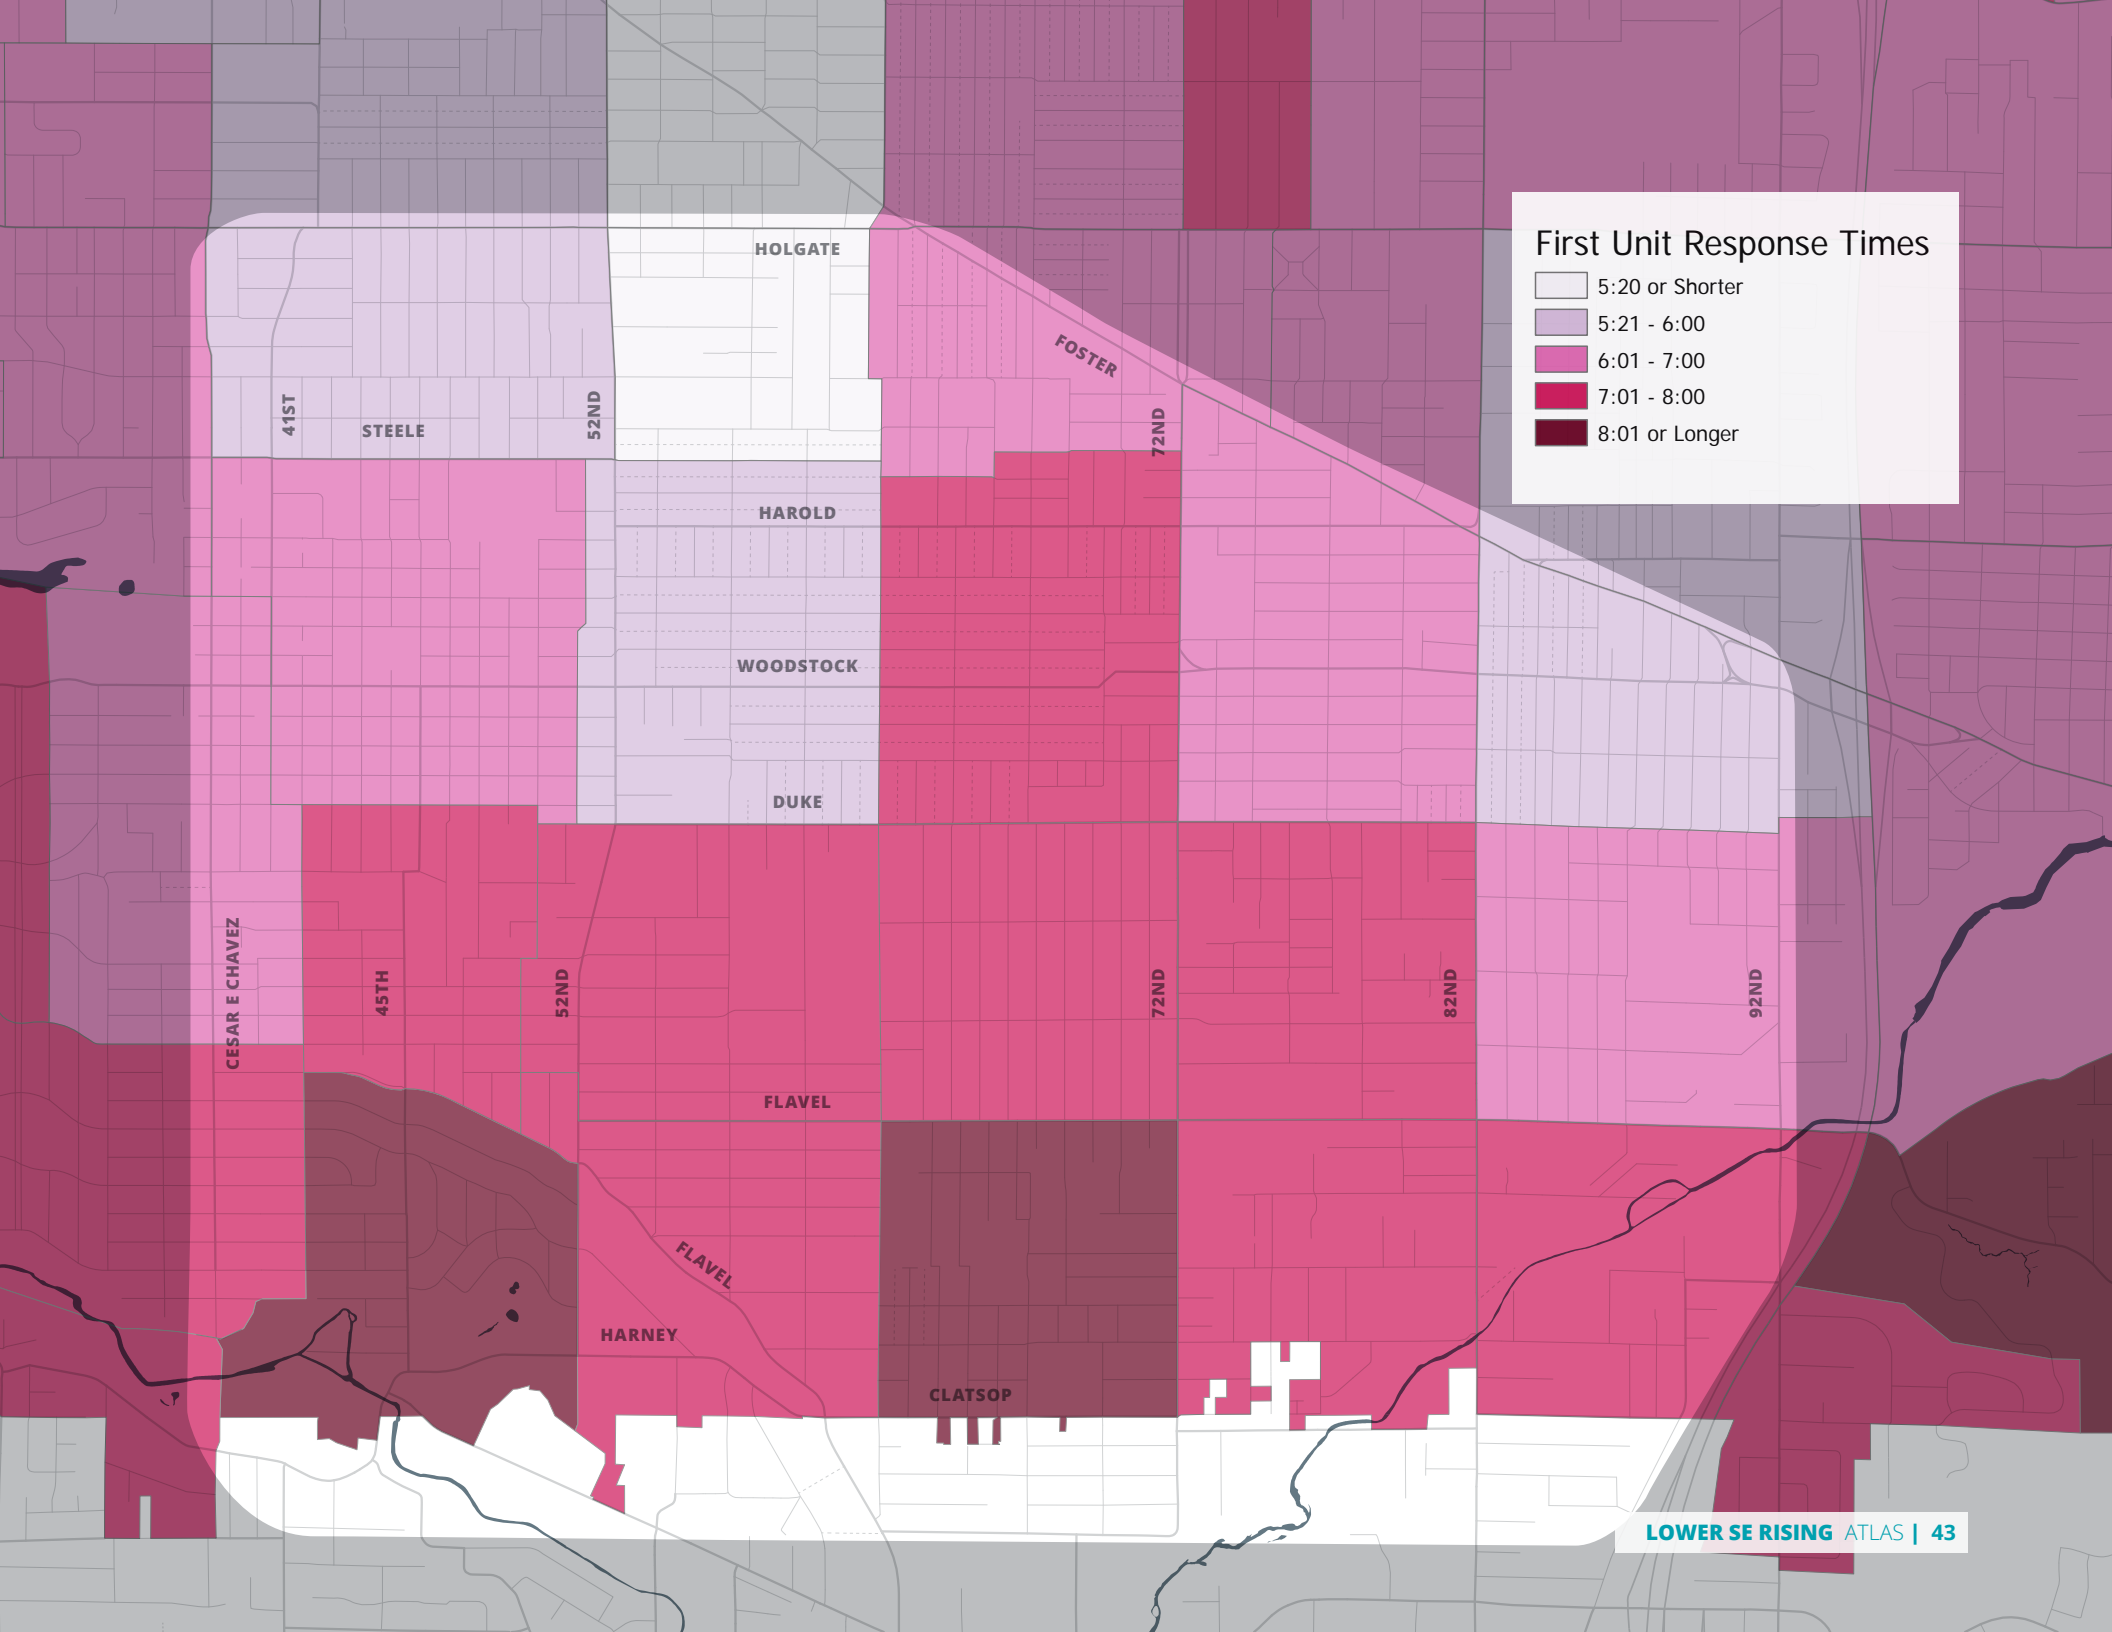 HOLGATE
First Unit Response Times
5:20 or Shorter
5:21 - 6:00
6:01 - 7:00
7:01 - 8:00
8:01 or Longer
FOSTER
41ST
52ND
72ND
STEELE
HAROLD
WOODSTOCK
DUKE
CESAR E CHAVEZ
45TH
52ND
72ND
82ND
92ND
FLAVEL
FLAVEL
HARNEY
CLATSOP
LOWER SE RISING ATLAS | 43